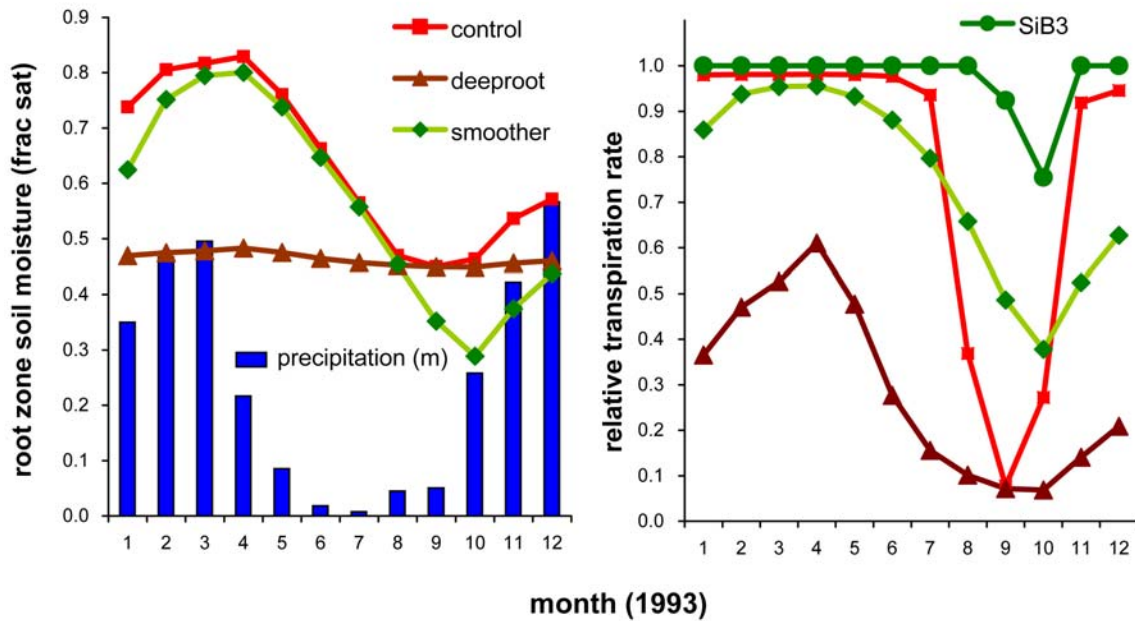 root zone soil moisture (frac sat)
0.9
0.8
0.7
0.6
0.5
0.4
0.3
0.2
0.1
0.0
control
deeproot
smoother
precipitation (m)
1 2 3 4 5 6 7 8 9 10 11 12
SiB3
relative transpiration rate
1.0
0.9
0.8
0.7
0.6
0.5
0.4
0.3
0.2
0.1
0.0
1 2 3 4 5 6 7 8 9 10 11 12
month (1993)